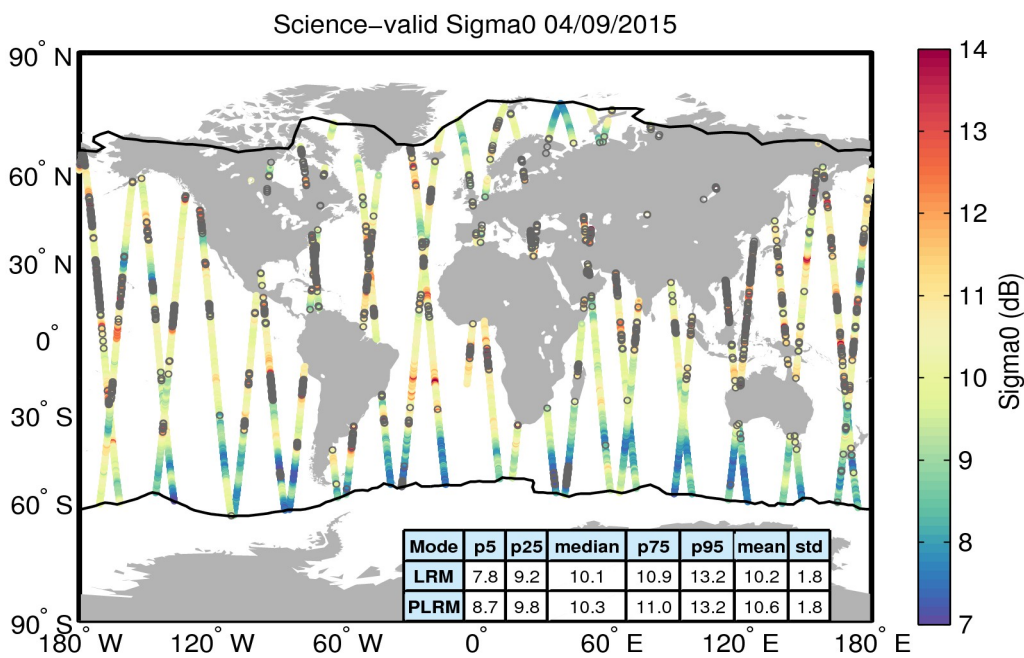 Science−valid Sigma0 04/09/2015
90° N
60° N
30° N
0°
30° S
60° S
90° S
180° W
120° W
60° W
0°
60° E
120° E
180° E
14
13
12
11
10
9
8
7
Sigma0 (dB)
Mode p5 p25 median p75 p95 mean std
LRM 7.8 9.2 10.1 10.9 13.2 10.2 1.8
PLRM 8.7 9.8 10.3 11.0 13.2 10.6 1.8